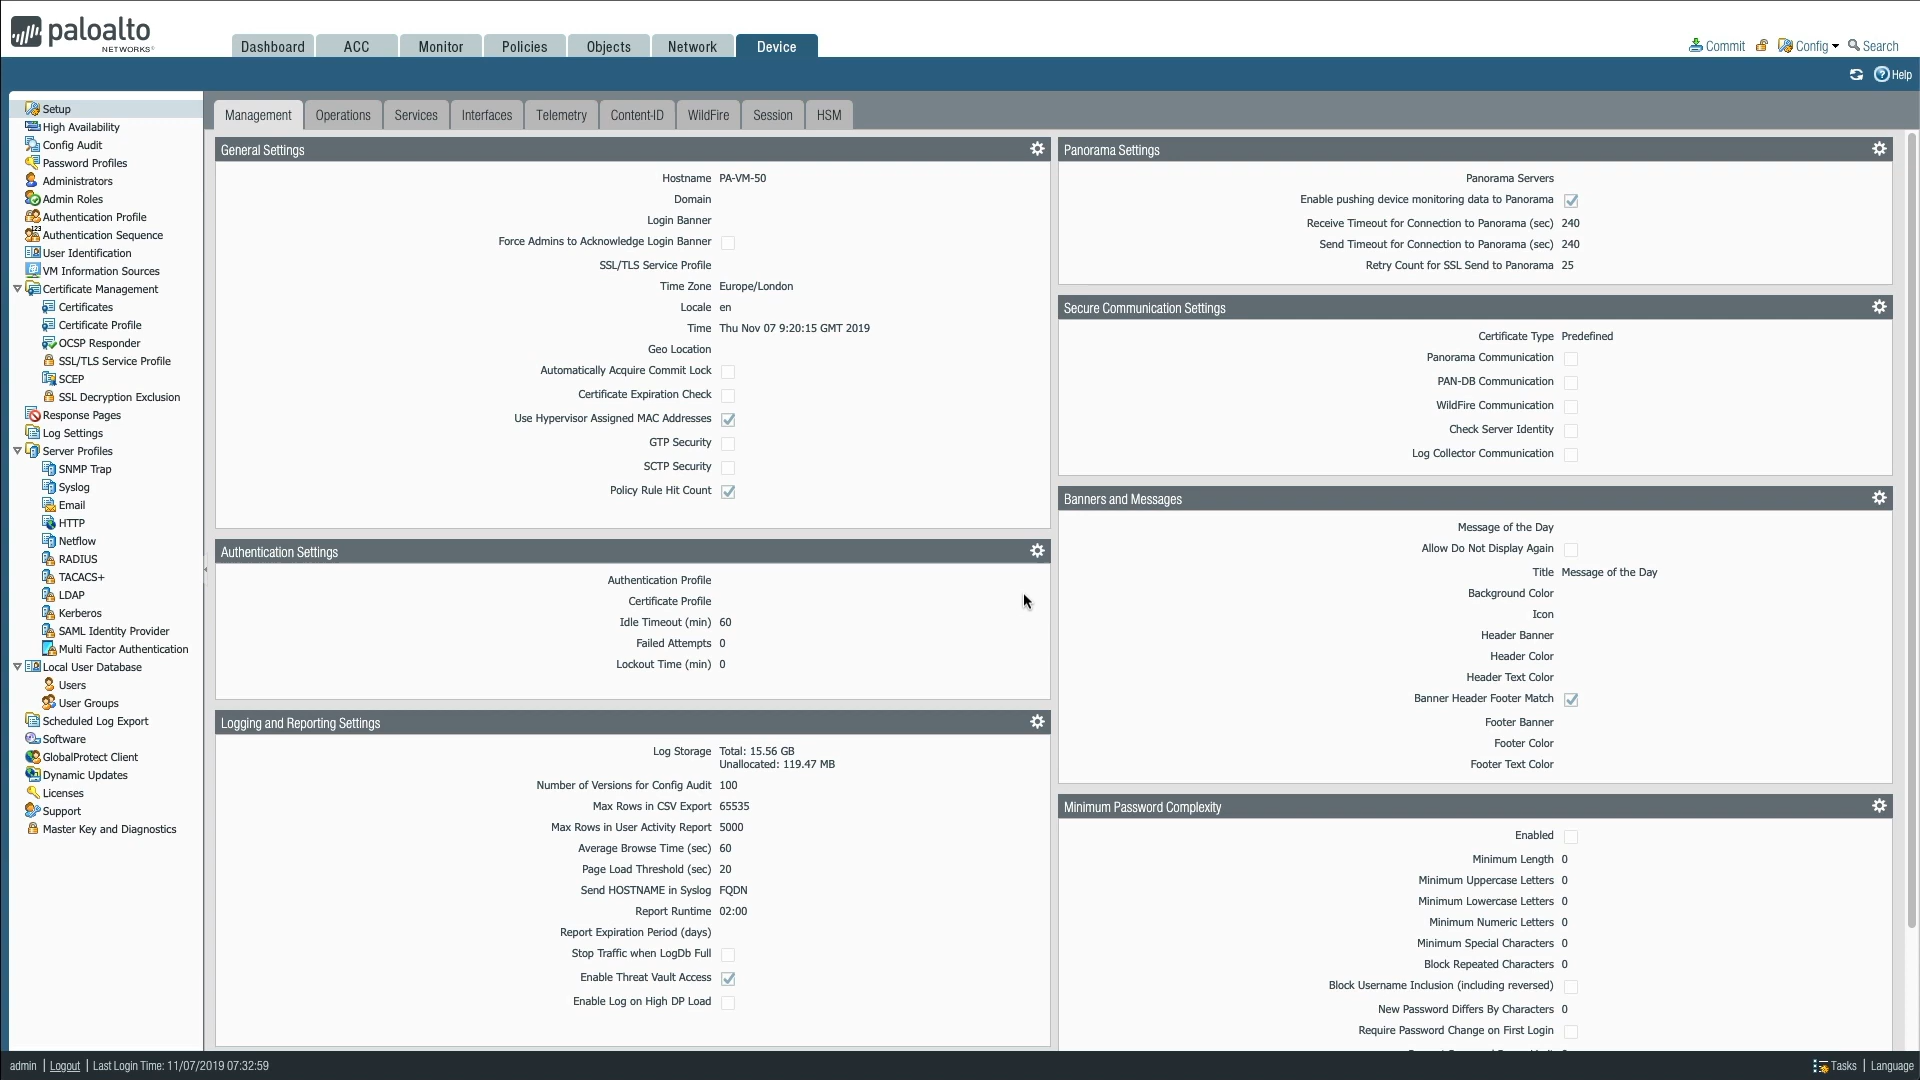 paloalto
NETWORKS
Dashboard ACC Monitor Policies Objects Network Device
Commit Config Search
Help
Setup
High Availability
Config Audit
Password Profiles
Administrators
Admin Roles
Authentication Profile
Authentication Sequence
User Identification
VM Information Sources
Certificate Management
Certificates
Certificate Profile
OCSP Responder
SSL/TLS Service Profile
SCEP
SSL Decryption Exclusion
Response Pages
Log Settings
Server Profiles
SNMP Trap
Syslog
Email
HTTP
Netflow
RADIUS
TACACS+
LDAP
Kerberos
SAML Identity Provider
Multi Factor Authentication
Local User Database
Users
User Groups
Scheduled Log Export
Software
GlobalProtect Client
Dynamic Updates
Licenses
Support
Master Key and Diagnostics
Management Operations Services Interfaces Telemetry Content-ID WildFire Session HSM
General Settings
Hostname PA-VM-50
Domain
Login Banner
Force Admins to Acknowledge Login Banner
SSL/TLS Service Profile
Time Zone Europe/London
Locale en
Time Thu Nov 07 9:20:15 GMT 2019
Geo Location
Automatically Acquire Commit Lock
Certificate Expiration Check
Use Hypervisor Assigned MAC Addresses
GTP Security
SCTP Security
Policy Rule Hit Count
Authentication Settings
Authentication Profile
Certificate Profile
Idle Timeout (min) 60
Failed Attempts 0
Lockout Time (min) 0
Logging and Reporting Settings
Log Storage Total: 15.56 GB
Unallocated: 119.47 MB
Number of Versions for Config Audit 100
Max Rows in CSV Export 65535
Max Rows in User Activity Report 5000
Average Browse Time (sec) 60
Page Load Threshold (sec) 20
Send HOSTNAME in Syslog FQDN
Report Runtime 02:00
Report Expiration Period (days)
Stop Traffic when LogDb Full
Enable Threat Vault Access
Enable Log on High DP Load
Panorama Settings
Panorama Servers
Enable pushing device monitoring data to Panorama
Receive Timeout for Connection to Panorama (sec) 240
Send Timeout for Connection to Panorama (sec) 240
Retry Count for SSL Send to Panorama 25
Secure Communication Settings
Certificate Type Predefined
Panorama Communication
PAN-DB Communication
WildFire Communication
Check Server Identity
Log Collector Communication
Banners and Messages
Message of the Day
Allow Do Not Display Again
Title Message of the Day
Background Color
Icon
Header Banner
Header Color
Header Text Color
Banner Header Footer Match
Footer Banner
Footer Color
Footer Text Color
Minimum Password Complexity
Enabled
Minimum Length 0
Minimum Uppercase Letters 0
Minimum Lowercase Letters 0
Minimum Numeric Letters 0
Minimum Special Characters 0
Block Repeated Characters 0
Block Username Inclusion (including reversed)
New Password Differs By Characters 0
Require Password Change on First Login
admin | Logout | Last Login Time: 11/07/2019 07:32:59
Tasks | Language